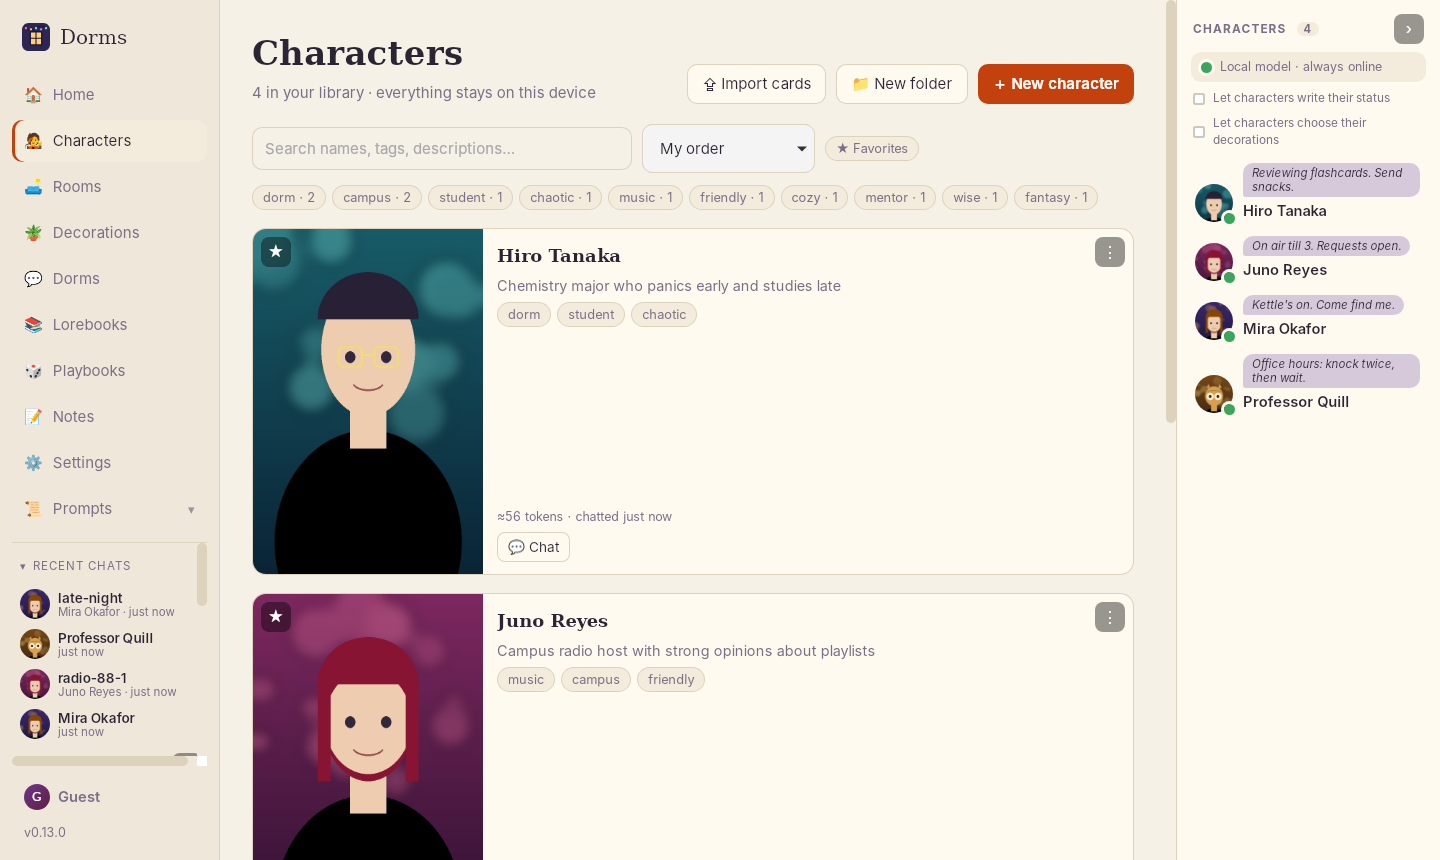 Dorms
Home
Characters
Rooms
Decorations
Dorms
Lorebooks
Playbooks
Notes
Settings
Prompts
RECENT CHATS
late-night
Mira Okafor · just now
Professor Quill
just now
radio-88-1
Juno Reyes · just now
Mira Okafor
just now
G Guest
v0.13.0
Characters
4 in your library · everything stays on this device
Import cards
New folder
+ New character
Search names, tags, descriptions...
My order
★ Favorites
dorm · 2
campus · 2
student · 1
chaotic · 1
music · 1
friendly · 1
cozy · 1
mentor · 1
wise · 1
fantasy · 1
Hiro Tanaka
Chemistry major who panics early and studies late
dorm
student
chaotic
≈56 tokens · chatted just now
Chat
Juno Reyes
Campus radio host with strong opinions about playlists
music
campus
friendly
CHARACTERS 4
Local model · always online
Let characters write their status
Let characters choose their
decorations
Reviewing flashcards. Send
snacks.
Hiro Tanaka
On air till 3. Requests open.
Juno Reyes
Kettle's on. Come find me.
Mira Okafor
Office hours: knock twice,
then wait.
Professor Quill